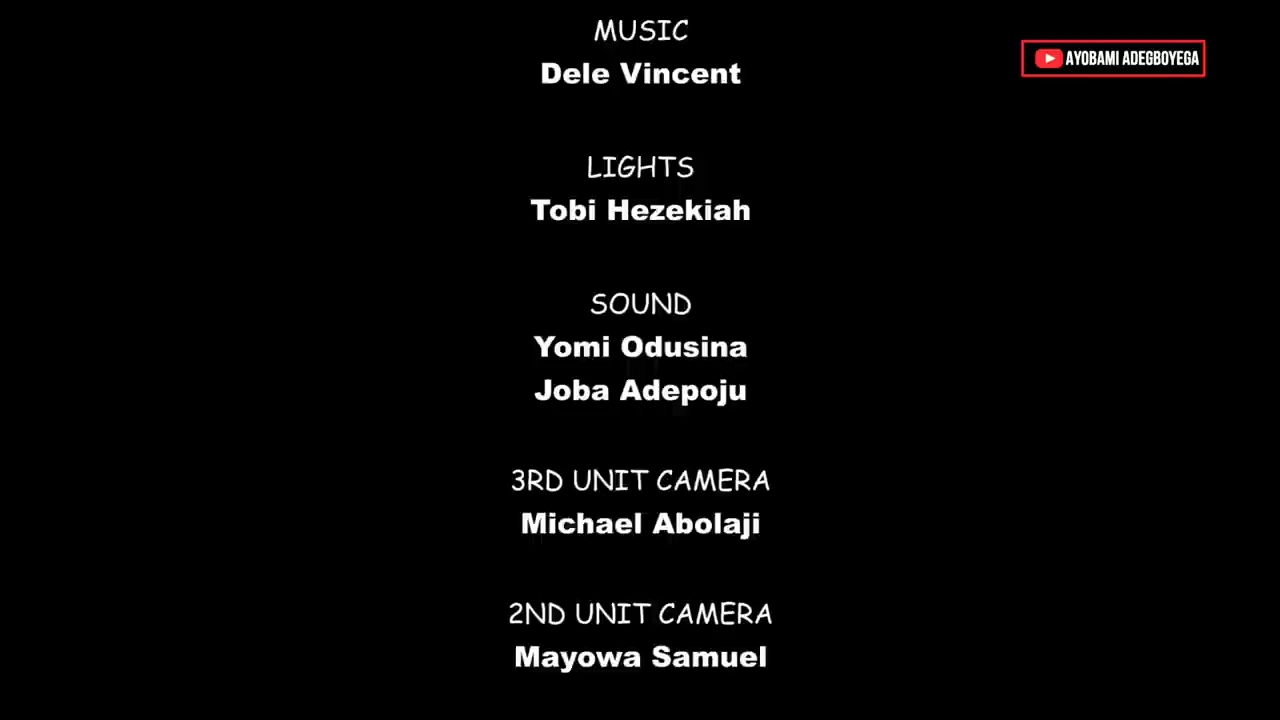 MUSIC
Dele Vincent
AYOBAMI ADEGBOYEGA
LIGHTS
Tobi Hezekiah
SOUND
Yomi Odusina
Joba Adepoju
3RD UNIT CAMERA
Michael Abolaji
2ND UNIT CAMERA
Mayowa Samuel